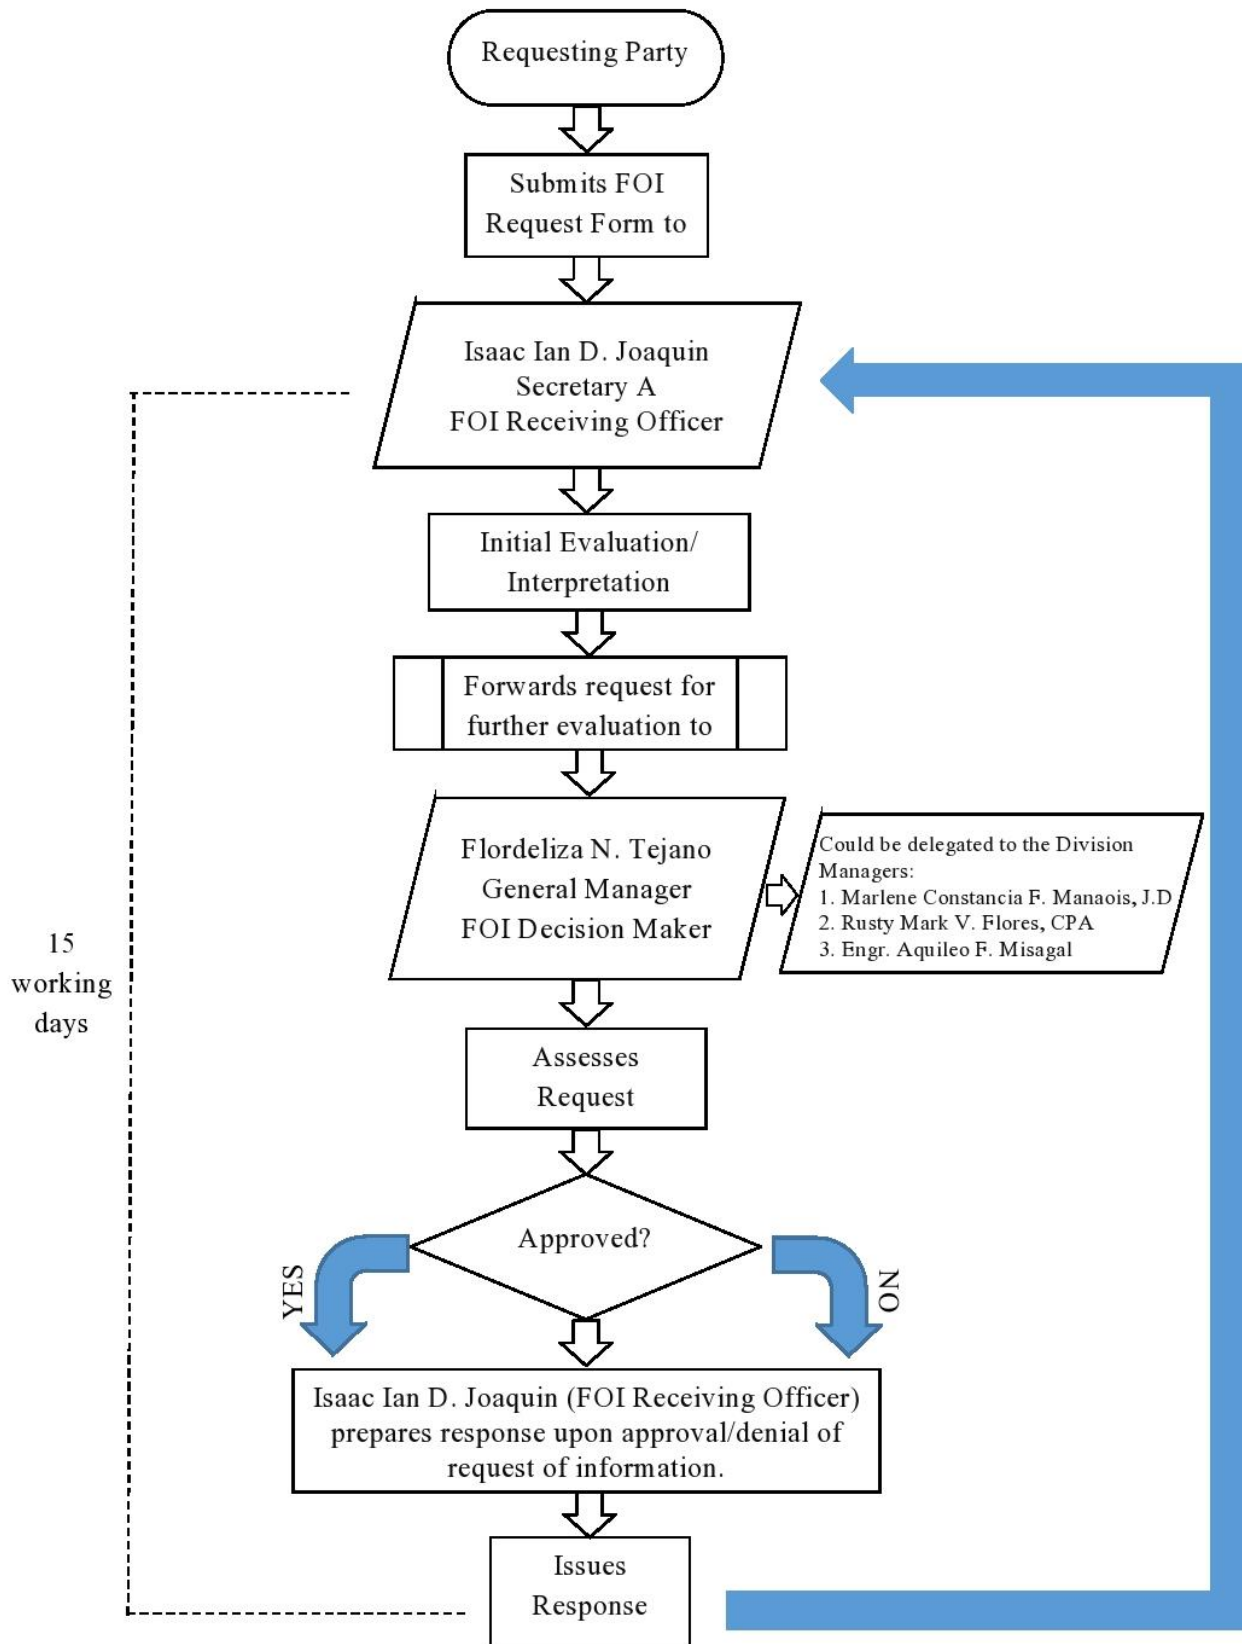 Requesting Party
Submits FOI
Request Form to
Isaac Ian D. Joaquin
Secretary A
FOI Receiving Officer
Initial Evaluation/
Interpretation
Forwards request for
further evaluation to
Flordeliza N. Tejano
General Manager
FOI Decision Maker
Could be delegated to the Division
Managers:
1. Marlene Constancia F. Manaois, J.D
2. Rusty Mark V. Flores, CPA
3. Engr. Aquileo F. Misagal
15
working
days
Assesses
Request
Approved?
YES
NO
Isaac Ian D. Joaquin (FOI Receiving Officer)
prepares response upon approval/denial of
request of information.
Issues
Response